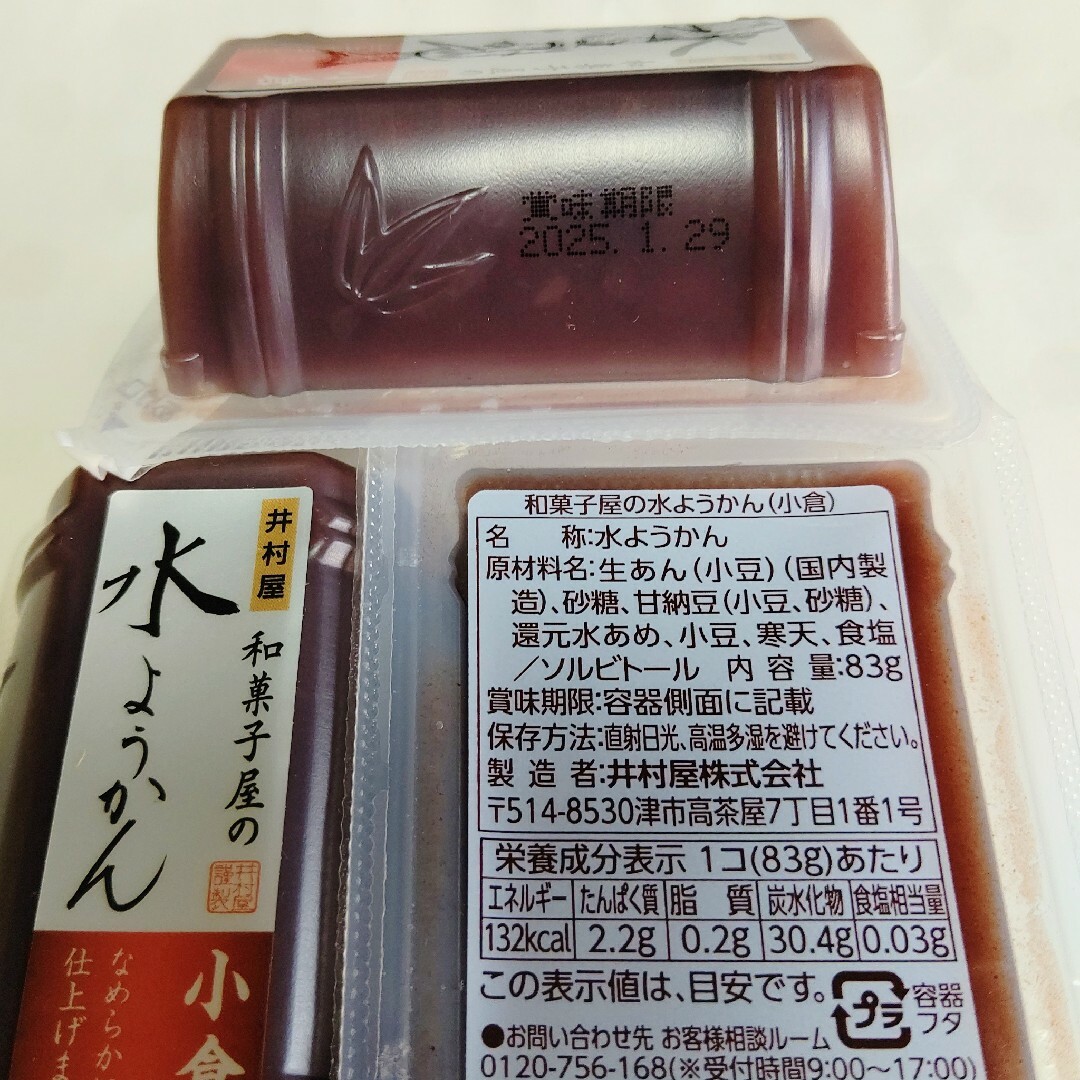 賞味期限
2025. 1. 29
井村屋
和菓子屋の
水ようかん
井村屋謹製
小倉
なめらか
仕上げま
和菓子屋の水ようかん(小倉)
名 称:水ようかん
原材料名:生あん(小豆)(国内製
造)、砂糖、甘納豆(小豆、砂糖)、
還元水あめ、小豆、寒天、食塩
/ソルビトール 内容量:83g
賞味期限:容器側面に記載
保存方法:直射日光、高温多湿を避けてください。
製造者:井村屋株式会社
〒514-8530津市高茶屋7丁目1番1号
栄養成分表示 1コ(83g)あたり
エネルギー たんぱく質 脂質 炭水化物 食塩相当量
132kcal 2.2g 0.2g 30.4g 0.03g
この表示値は、目安です。
プラ
容器
フタ
●お問い合わせ先 お客様相談ルーム
0120-756-168(※受付時間9:00~17:00)